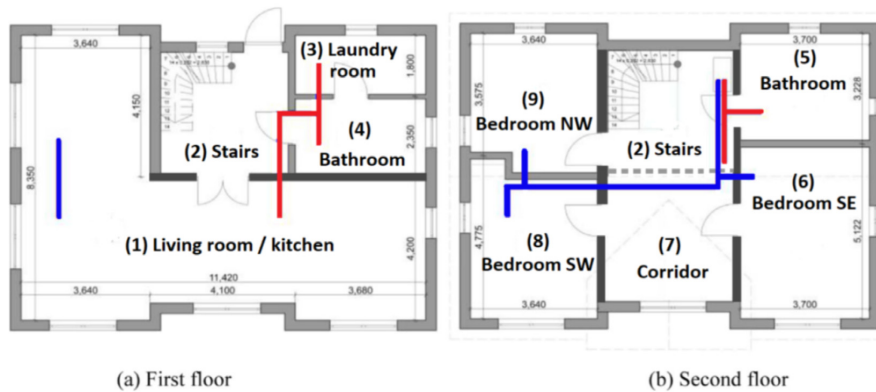 3,640
3,680
(3) Laundry
room
1,800
4,150
(2) Stairs
(4)
Bathroom
2,350
8,350
(1) Living room / kitchen
4,200
11,420
3,640
4,100
3,680
(a) First floor
3,640
3,700
(5)
Bathroom
3,575
3,228
(9)
Bedroom NW
(2) Stairs
(6)
Bedroom SE
(8)
Bedroom SW
(7)
Corridor
4,775
5,122
3,640
3,700
(b) Second floor